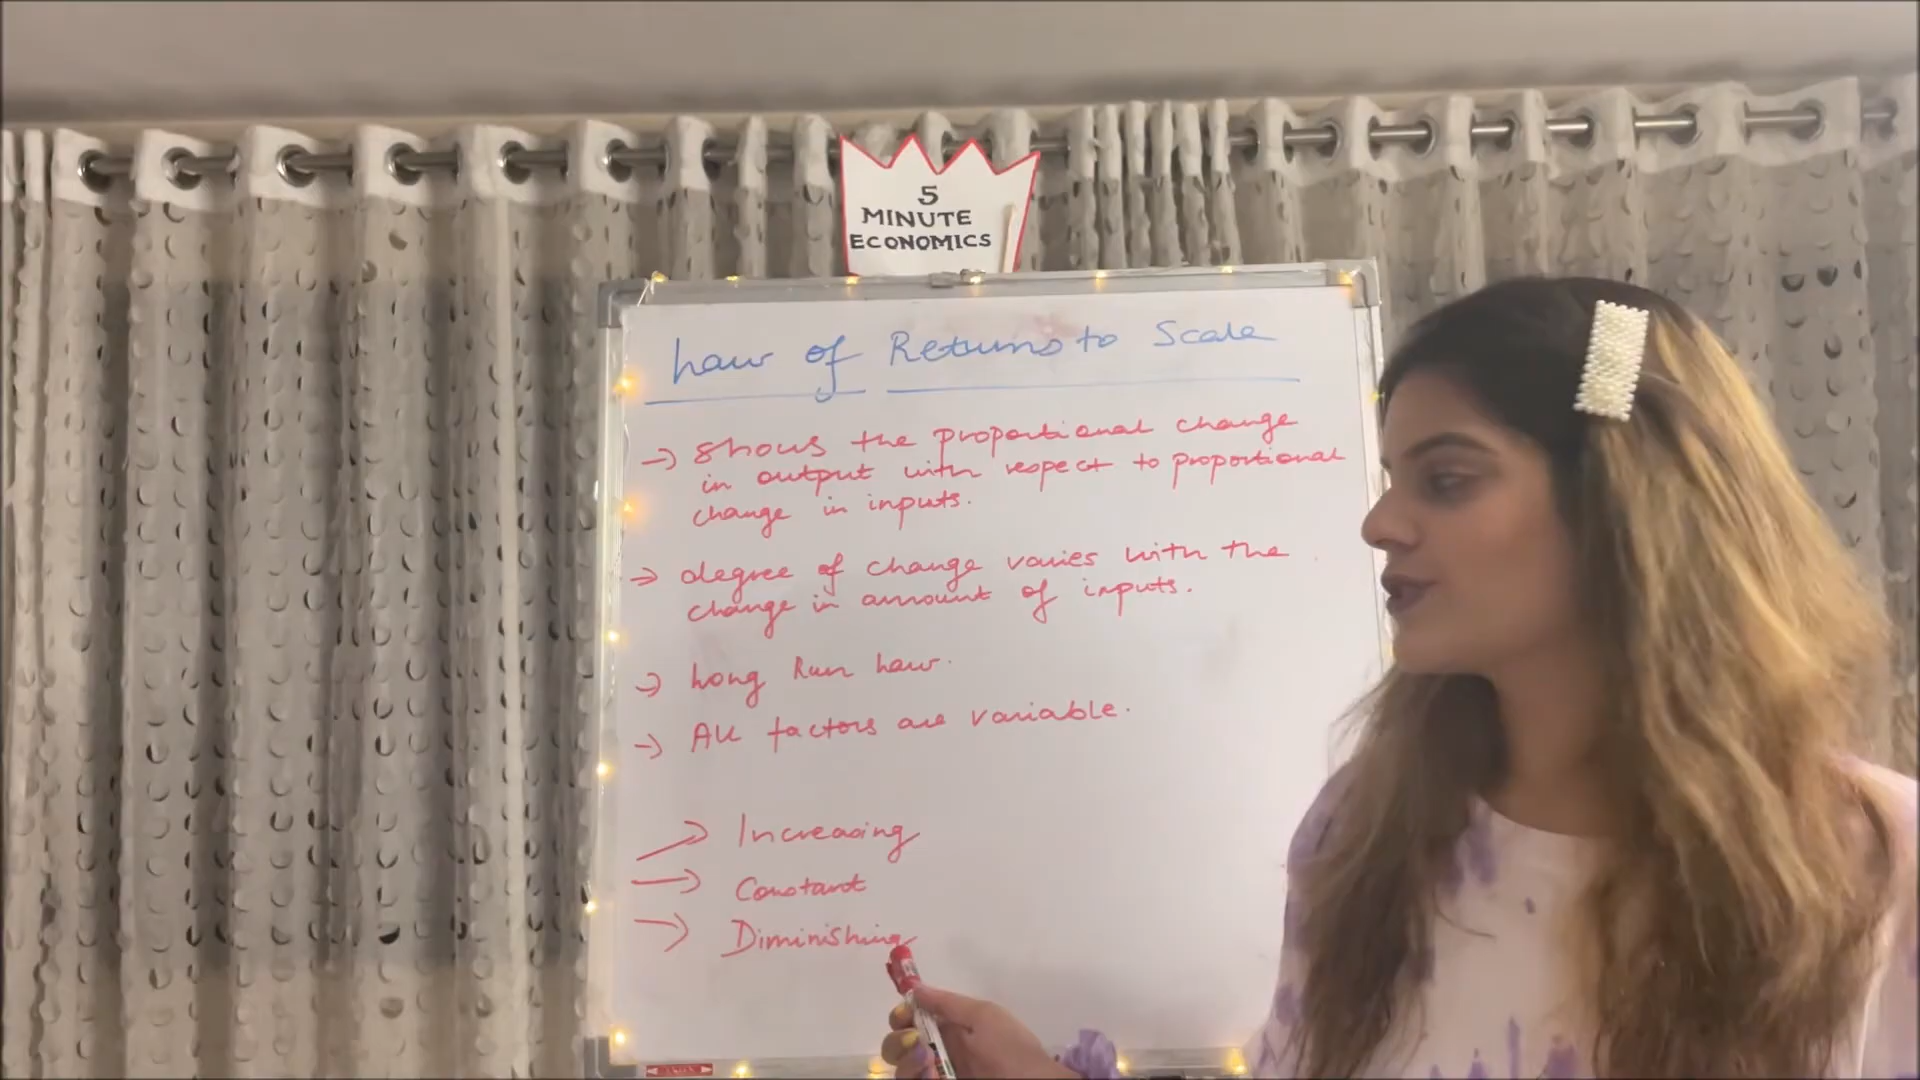 5
MINUTE
ECONOMICS
Law of Returns to Scale
→ Shows the proportional change
in output with respect to proportional
change in inputs.
→ degree of change varies with the
change in amount of inputs.
→ Long Run Law.
→ All factors are variable.
→ Increasing
→ Constant
→ Diminishing